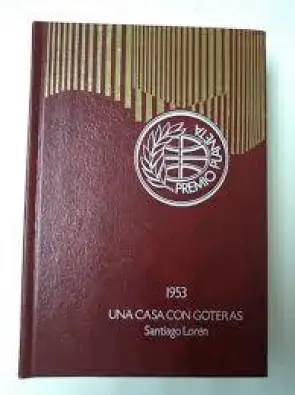 PREMIO PLANETA
1953
UNA CASA CON GOTERAS
Santiago Lorén